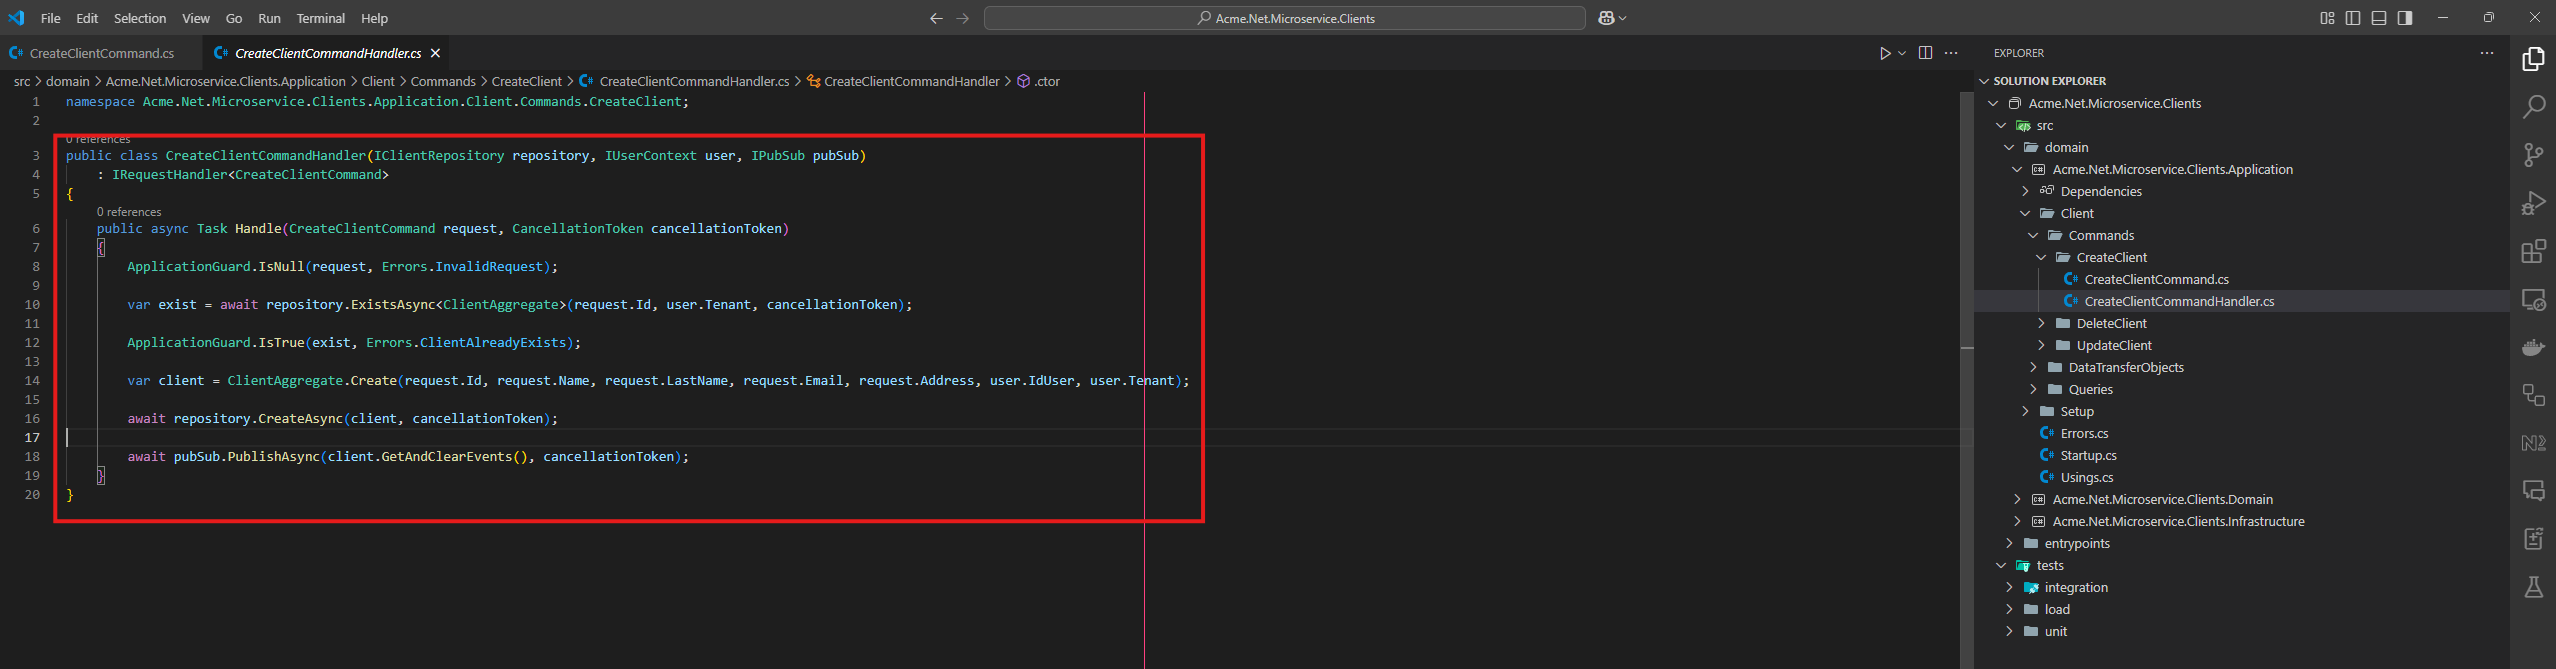 File Edit Selection View Go Run Terminal Help
Acme.Net.Microservice.Clients
CreateClientCommand.cs
CreateClientCommandHandler.cs
src > domain > Acme.Net.Microservice.Clients.Application > Client > Commands > CreateClient > CreateClientCommandHandler.cs > CreateClientCommandHandler > .ctor
1 namespace Acme.Net.Microservice.Clients.Application.Client.Commands.CreateClient;
2
0 references
3 public class CreateClientCommandHandler(IClientRepository repository, IUserContext user, IPubSub pubSub)
4 : IRequestHandler<CreateClientCommand>
5 {
0 references
6 public async Task Handle(CreateClientCommand request, CancellationToken cancellationToken)
7 {
8 ApplicationGuard.IsNull(request, Errors.InvalidRequest);
9
10 var exist = await repository.ExistsAsync<ClientAggregate>(request.Id, user.Tenant, cancellationToken);
11
12 ApplicationGuard.IsTrue(exist, Errors.ClientAlreadyExists);
13
14 var client = ClientAggregate.Create(request.Id, request.Name, request.LastName, request.Email, request.Address, user.IdUser, user.Tenant);
15
16 await repository.CreateAsync(client, cancellationToken);
17
18 await pubSub.PublishAsync(client.GetAndClearEvents(), cancellationToken);
19 }
20 }
EXPLORER
SOLUTION EXPLORER
Acme.Net.Microservice.Clients
src
domain
Acme.Net.Microservice.Clients.Application
Dependencies
Client
Commands
CreateClient
CreateClientCommand.cs
CreateClientCommandHandler.cs
DeleteClient
UpdateClient
DataTransferObjects
Queries
Setup
Errors.cs
Startup.cs
Usings.cs
Acme.Net.Microservice.Clients.Domain
Acme.Net.Microservice.Clients.Infrastructure
entrypoints
tests
integration
load
unit